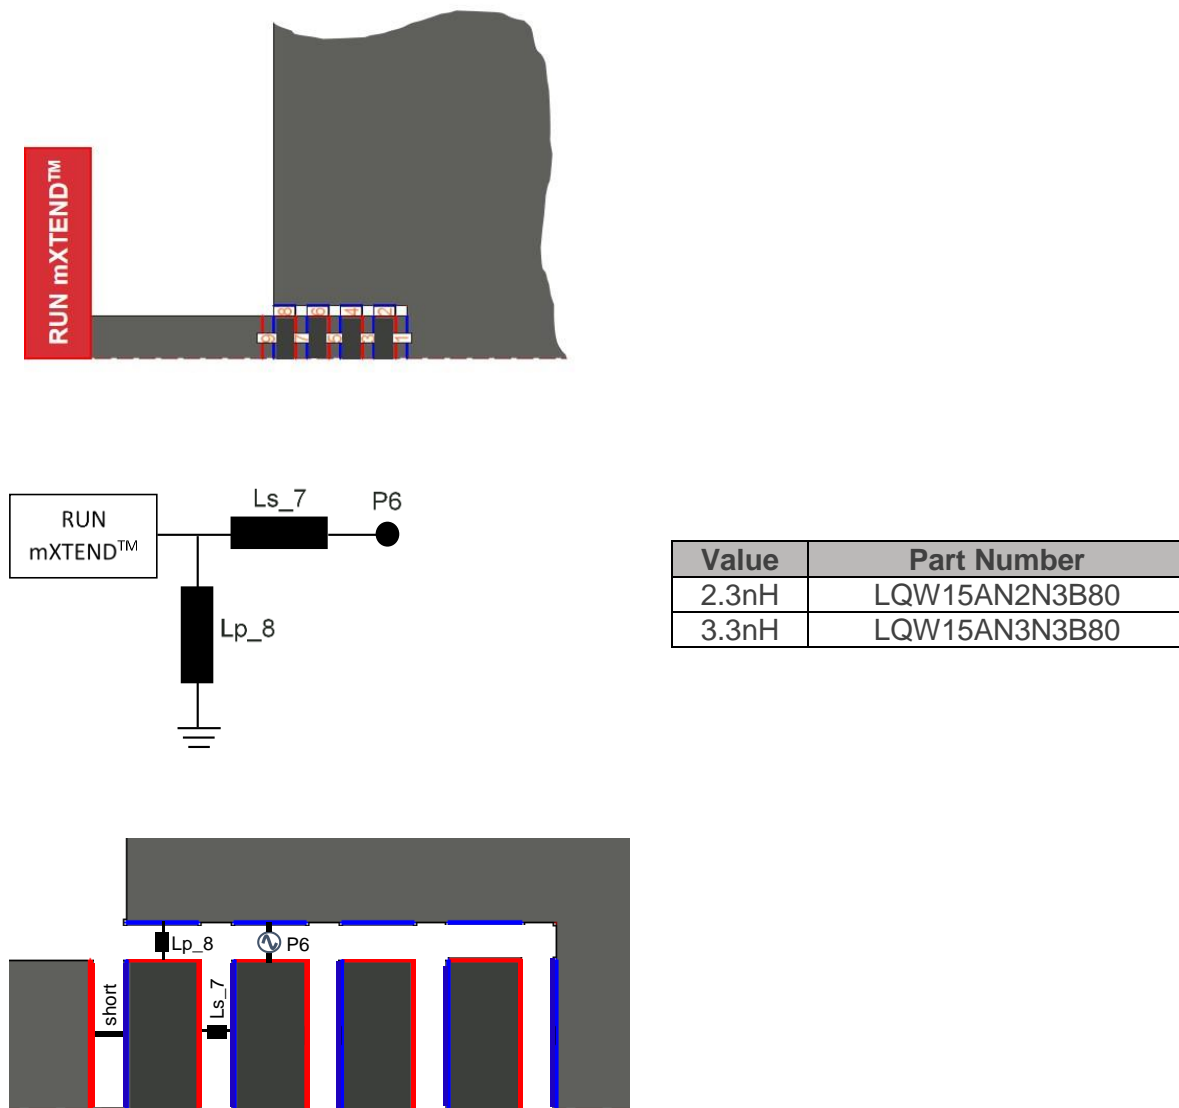 RUN mXTEND™
8
6
4
2
9
7
5
3
1
RUN
mXTEND™
Ls_7
P6
Lp_8
Value Part Number
2.3nH LQW15AN2N3B80
3.3nH LQW15AN3N3B80
Lp_8
P6
short
Ls_7